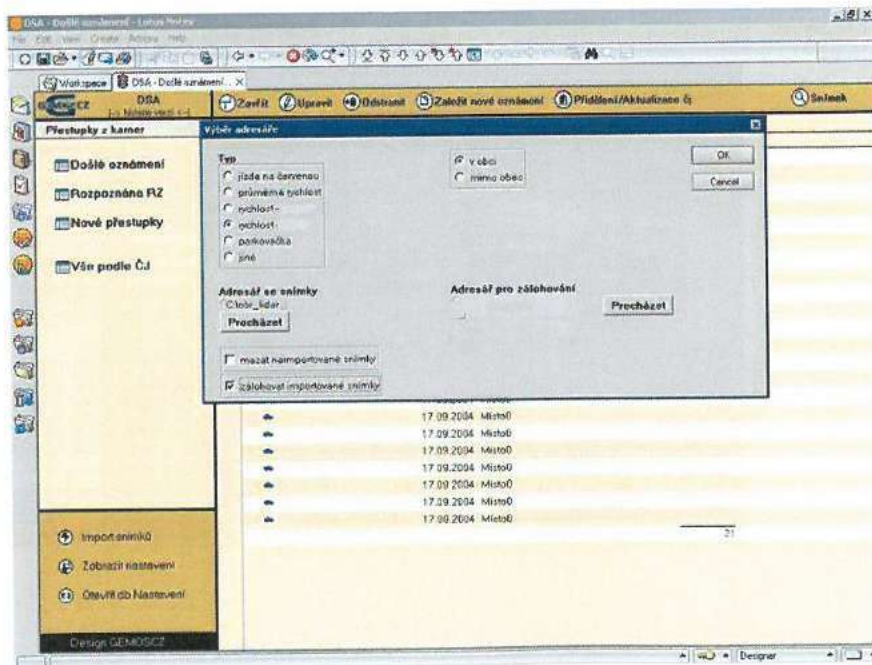 DSA - Došlé oznámení - Lotus Notes
File Edit View Create Actions Help
Workspace
DSA - Došlé oznámení...
GEMOSCZ
DSA
Zavřít
Upravit
Odstranit
Založit nové oznámení
Přidělení/Aktualizace čj
Snímek
Přestupky z kamer
Došlé oznámení
Rozpoznána RZ
Nové přestupky
Vše podle ČJ
Import snímků
Zobrazit nastavení
Otevřít db Nastavení
Design GEMOSCZ
Výběr adresáře
Typ
jízda na červenou
průměrná rychlost
rychlost-
rychlost-
parkovačka
jiné
v obci
mimo obec
OK
Cancel
Adresář se snímky
Procházet
Adresář pro zálohování
Procházet
mazat naimportované snímky
zálohovat importované snímky
17.09.2004 Místo0
17.09.2004 Místo0
17.09.2004 Místo0
17.09.2004 Místo0
17.09.2004 Místo0
17.09.2004 Místo0
17.09.2004 Místo0
21
Designer